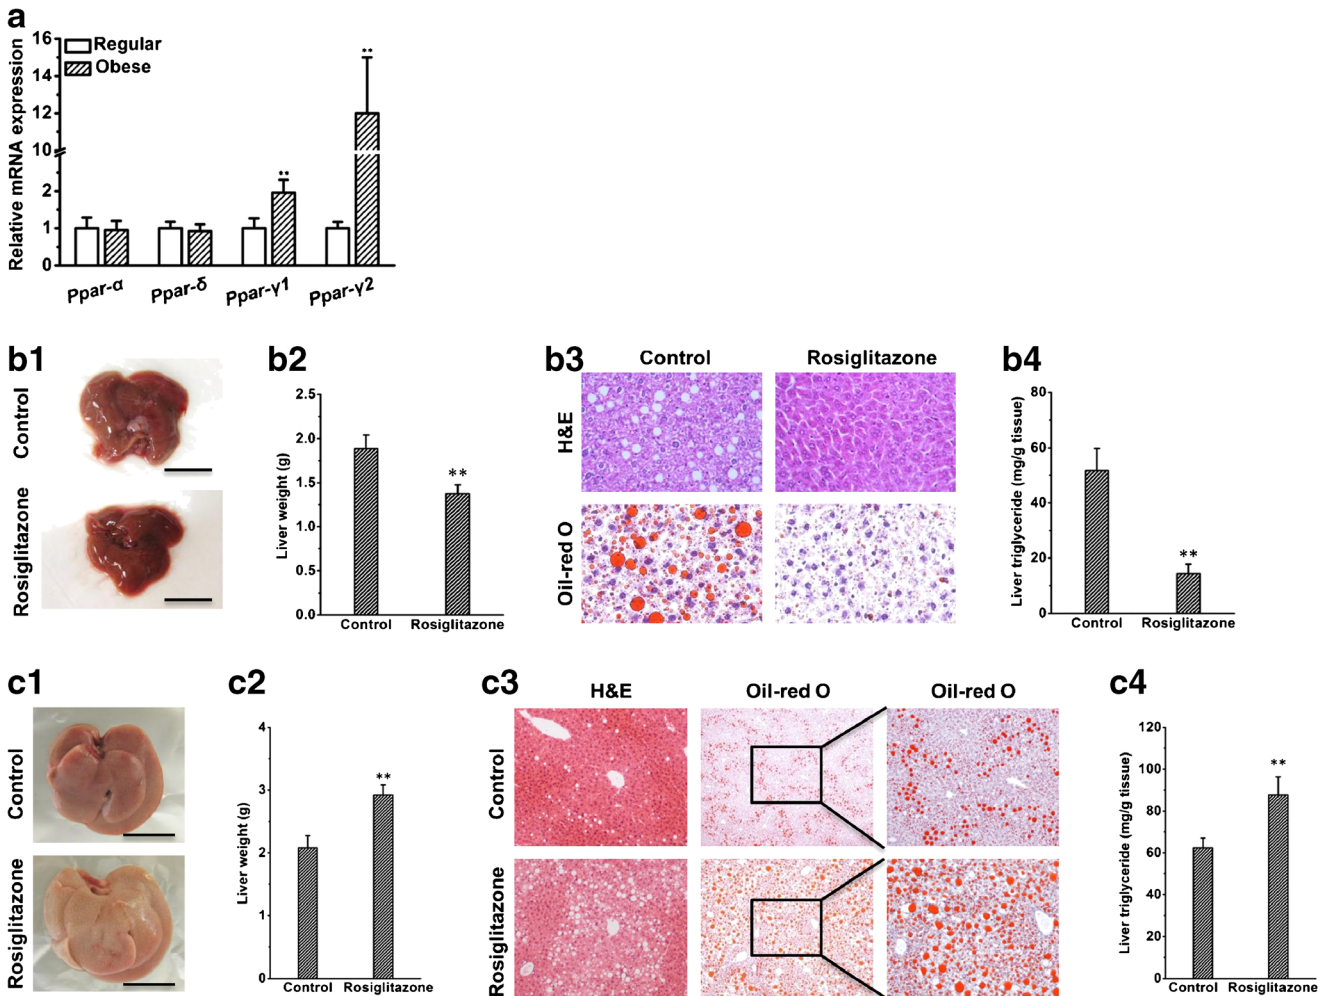 a
Relative mRNA expression
16
14
12
10
2
1
0
Regular
Obese
**
**
Ppar-α
Ppar-δ
Ppar-γ1
Ppar-γ2
b1
Control
Rosiglitazone
b2
Liver weight (g)
2.5
2.0
1.5
1.0
0.5
0.0
**
Control
Rosiglitazone
b3
Control
Rosiglitazone
H&E
Oil-red O
b4
Liver triglyceride (mg/g tissue)
80
60
40
20
0
**
Control
Rosiglitazone
c1
Control
Rosiglitazone
c2
Liver weight (g)
4
3
2
1
0
**
Control
Rosiglitazone
c3
H&E
Oil-red O
Oil-red O
Control
Rosiglitazone
c4
Liver triglyceride (mg/g tissue)
120
100
80
60
40
20
0
**
Control
Rosiglitazone